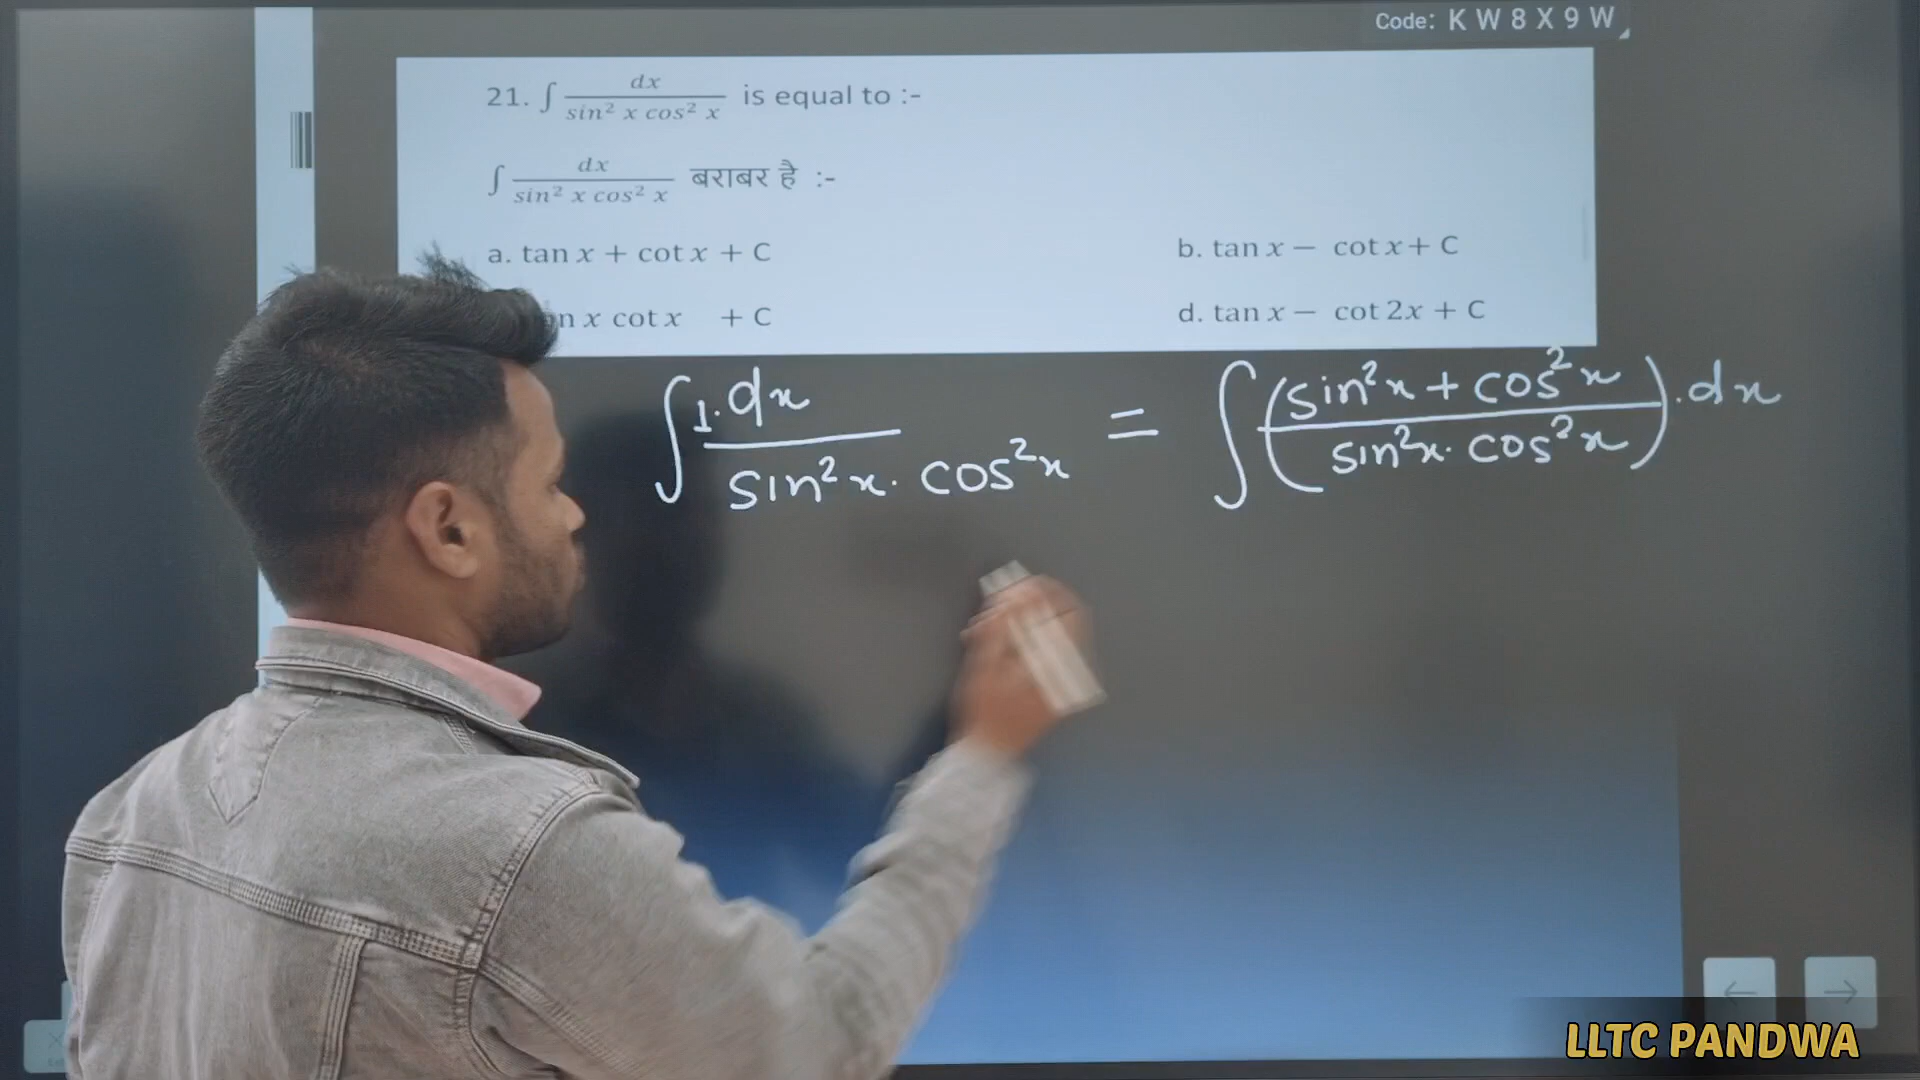 Code: K W 8 X 9 W
21. ∫ dx / sin² x cos² x is equal to :-
∫ dx / sin² x cos² x बराबर है :-
a. tan x + cot x + C
b. tan x − cot x + C
n x cot x + C
d. tan x − cot 2x + C
∫ 1. dx / sin²x. cos²x = ∫ (sin²x + cos²x / sin²x. cos²x) . dx
LLTC PANDWA